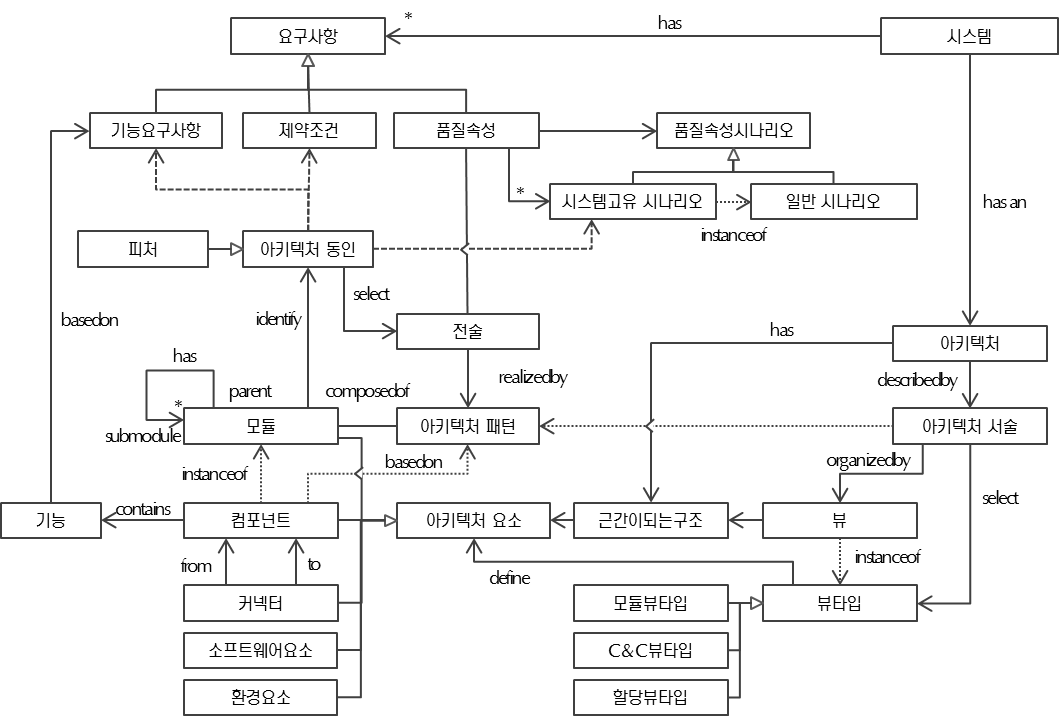 *
has
요구사항
시스템
기능요구사항
제약조건
품질속성
품질속성시나리오
*
시스템고유 시나리오
일반 시나리오
has an
instanceof
피처
아키텍처 동인
select
basedon
identify
전술
has
아키텍처
has
parent
composedof
realizedby
describedby
*
submodule
모듈
아키텍처 패턴
아키텍처 서술
instanceof
basedon
organizedby
select
기능
contains
컴포넌트
아키텍처 요소
근간이되는구조
뷰
from
to
define
instanceof
커넥터
모듈뷰타입
뷰타입
소프트웨어요소
C&C뷰타입
환경요소
할당뷰타입